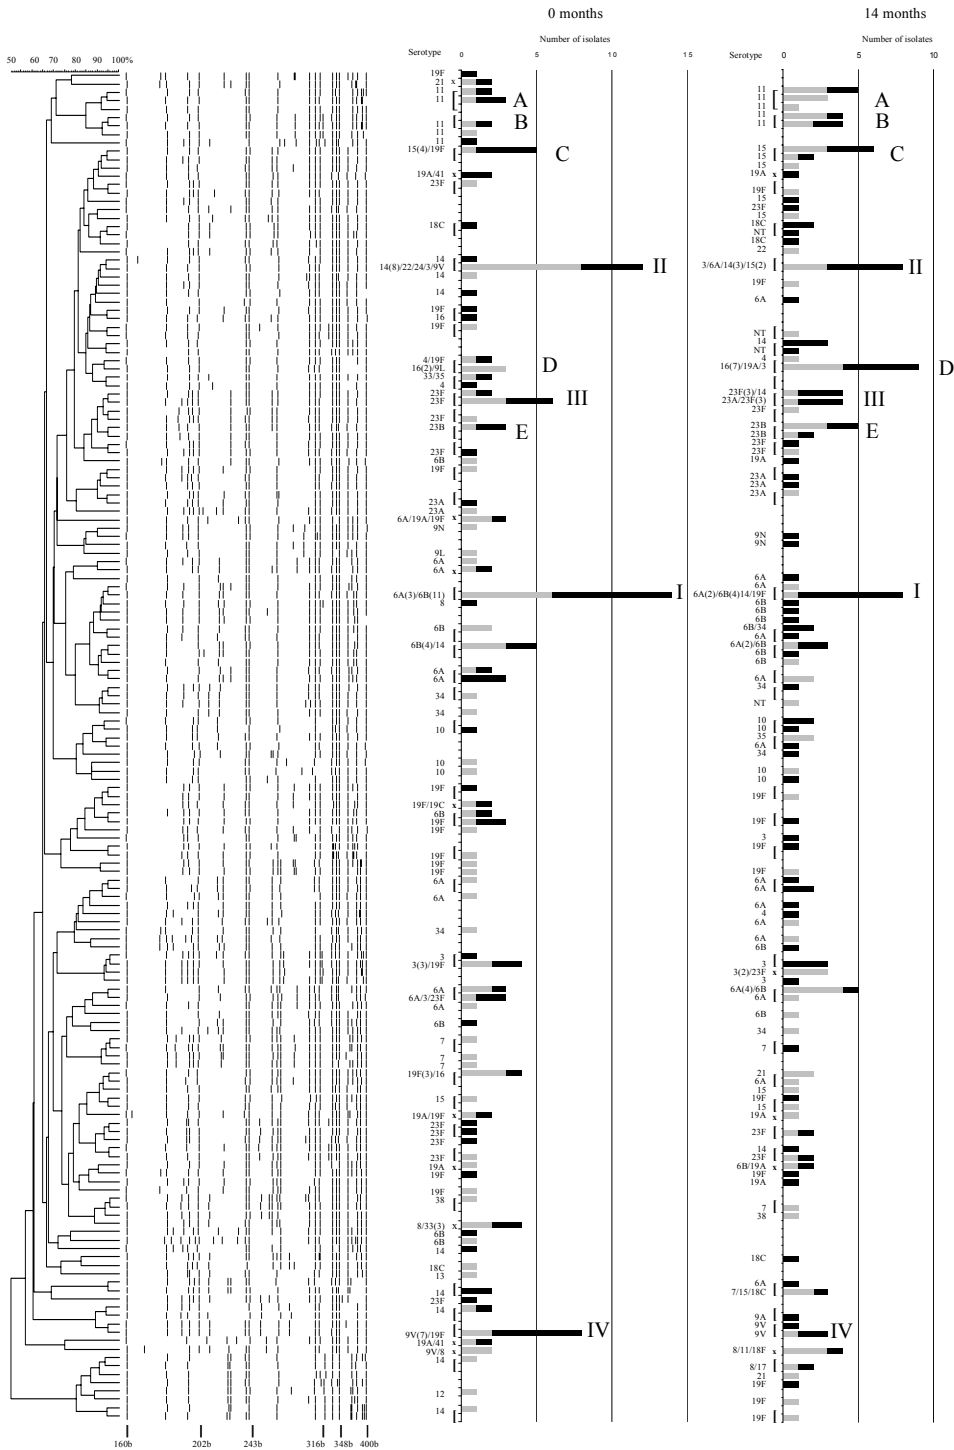 0 months
14 months
Number of isolates
Number of isolates
Serotype
0
5
10
15
Serotype
0
5
10
50 60 70 80 90 100%
19F
21 x
11
11 A
11 B
11
11
15(4)/19F C
19A/41 x
23F
18C
14
14(8)/22/24/3/9V II
14
14
19F
16
19F
4/19F
16(2)/9L D
33/35
4
23F
23F III
23F
23B E
23F
6B
19F
23A
23A
6A/19A/19F x
9N
9L
6A
6A x
6A(3)/6B(11) I
8
6B
6B(4)/14
6A
6A
34
34
10
10
10
19F
19F/19C x
6B
19F
19F
19F
19F
19F
6A
6A
34
3
3(3)/19F
6A
6A/3/23F
6A
6B
7
7
7
19F(3)/16
15
19A/19F x
23F
23F
23F
23F
19A x
19F
19F
38
8/33(3) x
6B
6B
14
18C
13
14
23F
14
9V(7)/19F IV
19A/41 x
9V/8 x
14
12
14
11
11 A
11
11 B
11
15 C
15
15
19A x
19F
15
23F
15
18C
NT
18C
22
3/6A/14(3)/15(2) II
19F
6A
NT
14
NT
4
16(7)/19A/3 D
23F(3)/14
23A/23F(3) III
23F
23B E
23B
23F
23F
19A
23A
23A
23A
9N
9N
6A
6A
6A(2)/6B(4)14/19F I
6B
6B
6B/34
6A
6A(2)/6B
6B
6B
6A
34
NT
10
10
35
6A
34
10
10
19F
19F
3
19F
19F
6A
6A
6A
4
6A
6A
6B
3
3(2)/23F x
3
6A(4)/6B
6A
6B
34
7
21
6A
15
19F
15
19A x
23F
14
23F
6B/19A x
19F
19A
7
38
18C
6A
7/15/18C
9A
9V
9V IV
8/11/18F x
8/17
21
19F
19F
19F
160b 202b 243b 316b 348b 400b